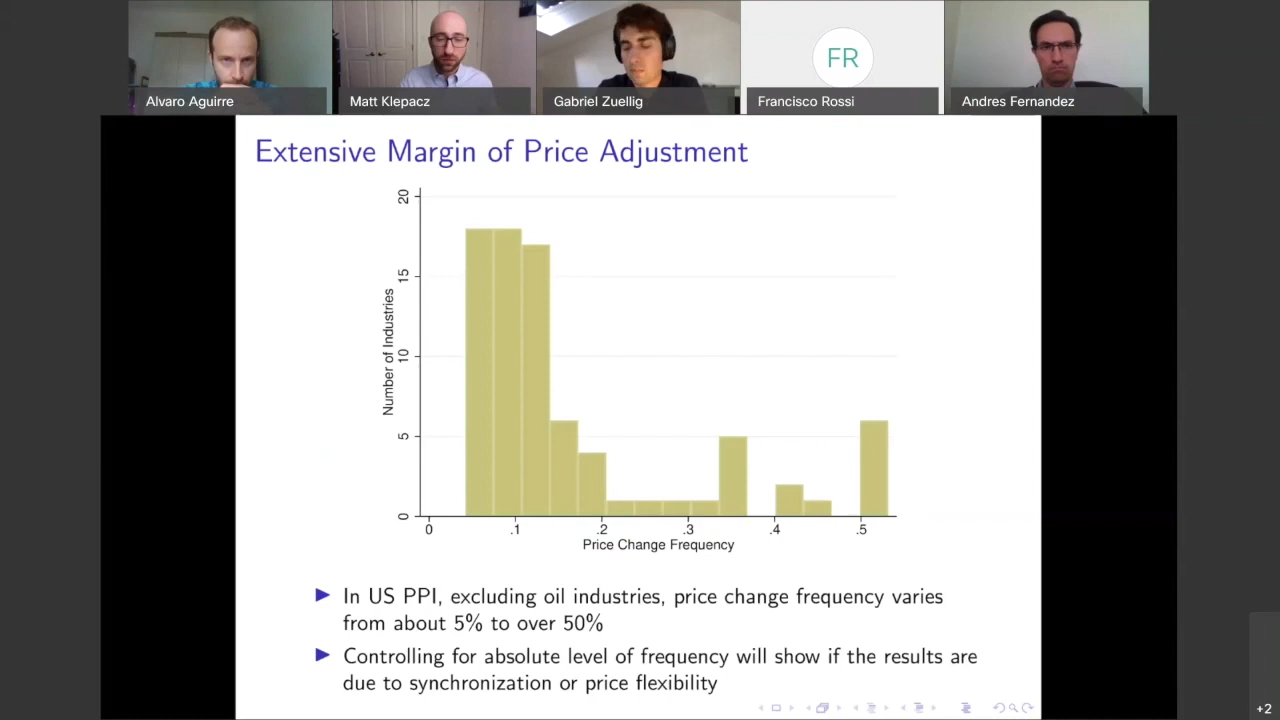 FR
Alvaro Aguirre
Matt Klepacz
Gabriel Zuellig
Francisco Rossi
Andres Fernandez
Extensive Margin of Price Adjustment
Number of Industries
20
15
10
5
0
0 .1 .2 .3 .4 .5
Price Change Frequency
In US PPI, excluding oil industries, price change frequency varies
from about 5% to over 50%
Controlling for absolute level of frequency will show if the results are
due to synchronization or price flexibility
+2